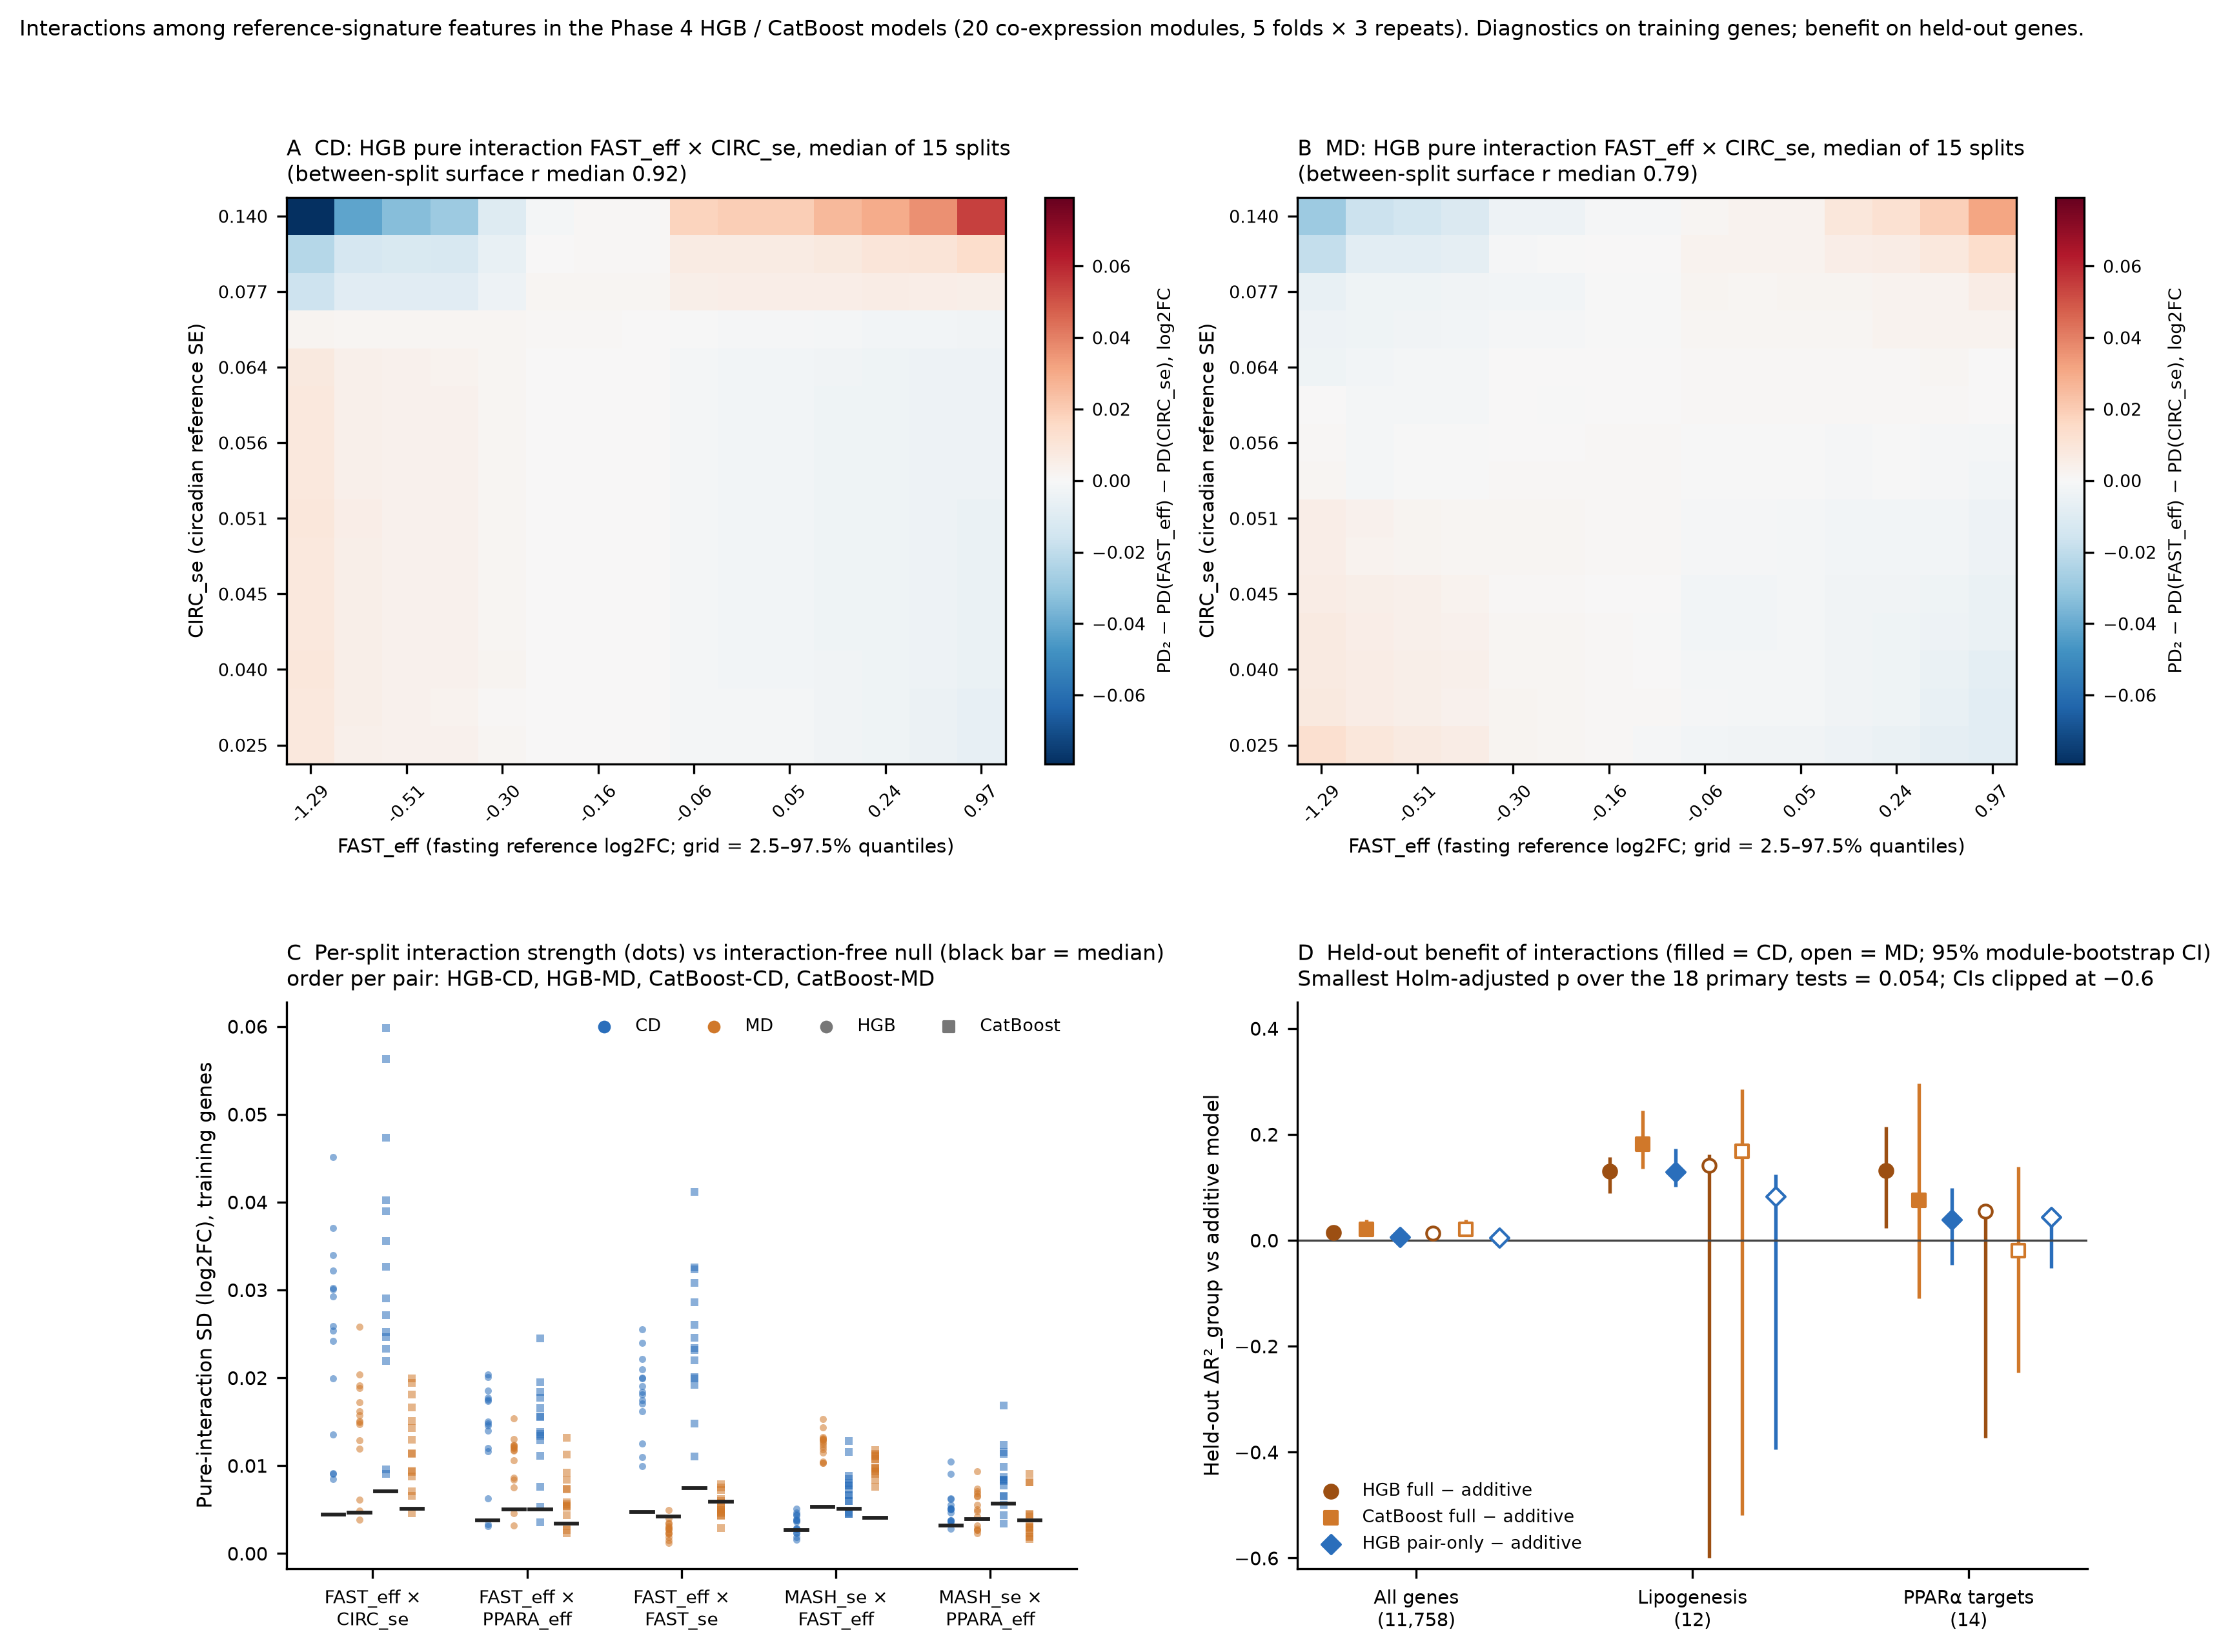 Interactions among reference-signature features in the Phase 4 HGB / CatBoost models (20 co-expression modules, 5 folds × 3 repeats). Diagnostics on training genes; benefit on held-out genes.
A  CD: HGB pure interaction FAST_eff × CIRC_se, median of 15 splits
(between-split surface r median 0.92)
CIRC_se (circadian reference SE)
0.140
0.077
0.064
0.056
0.051
0.045
0.040
0.025
-1.29
-0.51
-0.30
-0.16
-0.06
0.05
0.24
0.97
FAST_eff (fasting reference log2FC; grid = 2.5–97.5% quantiles)
0.06
0.04
0.02
0.00
−0.02
−0.04
−0.06
PD₂ − PD(FAST_eff) − PD(CIRC_se), log2FC
B  MD: HGB pure interaction FAST_eff × CIRC_se, median of 15 splits
(between-split surface r median 0.79)
CIRC_se (circadian reference SE)
0.140
0.077
0.064
0.056
0.051
0.045
0.040
0.025
-1.29
-0.51
-0.30
-0.16
-0.06
0.05
0.24
0.97
FAST_eff (fasting reference log2FC; grid = 2.5–97.5% quantiles)
0.06
0.04
0.02
0.00
−0.02
−0.04
−0.06
PD₂ − PD(FAST_eff) − PD(CIRC_se), log2FC
C  Per-split interaction strength (dots) vs interaction-free null (black bar = median)
order per pair: HGB-CD, HGB-MD, CatBoost-CD, CatBoost-MD
Pure-interaction SD (log2FC), training genes
0.06
0.05
0.04
0.03
0.02
0.01
0.00
CD
MD
HGB
CatBoost
FAST_eff ×
CIRC_se
FAST_eff ×
PPARA_eff
FAST_eff ×
FAST_se
MASH_se ×
FAST_eff
MASH_se ×
PPARA_eff
D  Held-out benefit of interactions (filled = CD, open = MD; 95% module-bootstrap CI)
Smallest Holm-adjusted p over the 18 primary tests = 0.054; CIs clipped at −0.6
Held-out ΔR²_group vs additive model
0.4
0.2
0.0
−0.2
−0.4
−0.6
HGB full − additive
CatBoost full − additive
HGB pair-only − additive
All genes
(11,758)
Lipogenesis
(12)
PPARα targets
(14)